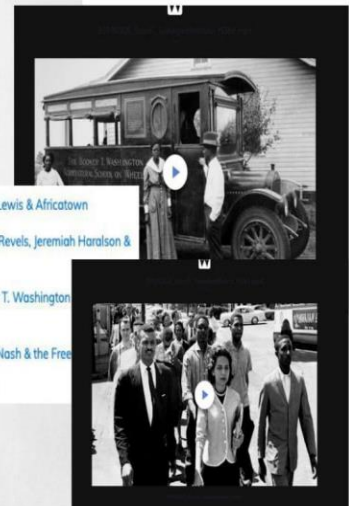 W
THE BOOKER T. WASHINGTON
AGRICULTURAL SCHOOL ON WHEELS
Lewis & Africatown
Revels, Jeremiah Haralson &
W
T. Washington
Nash & the Free